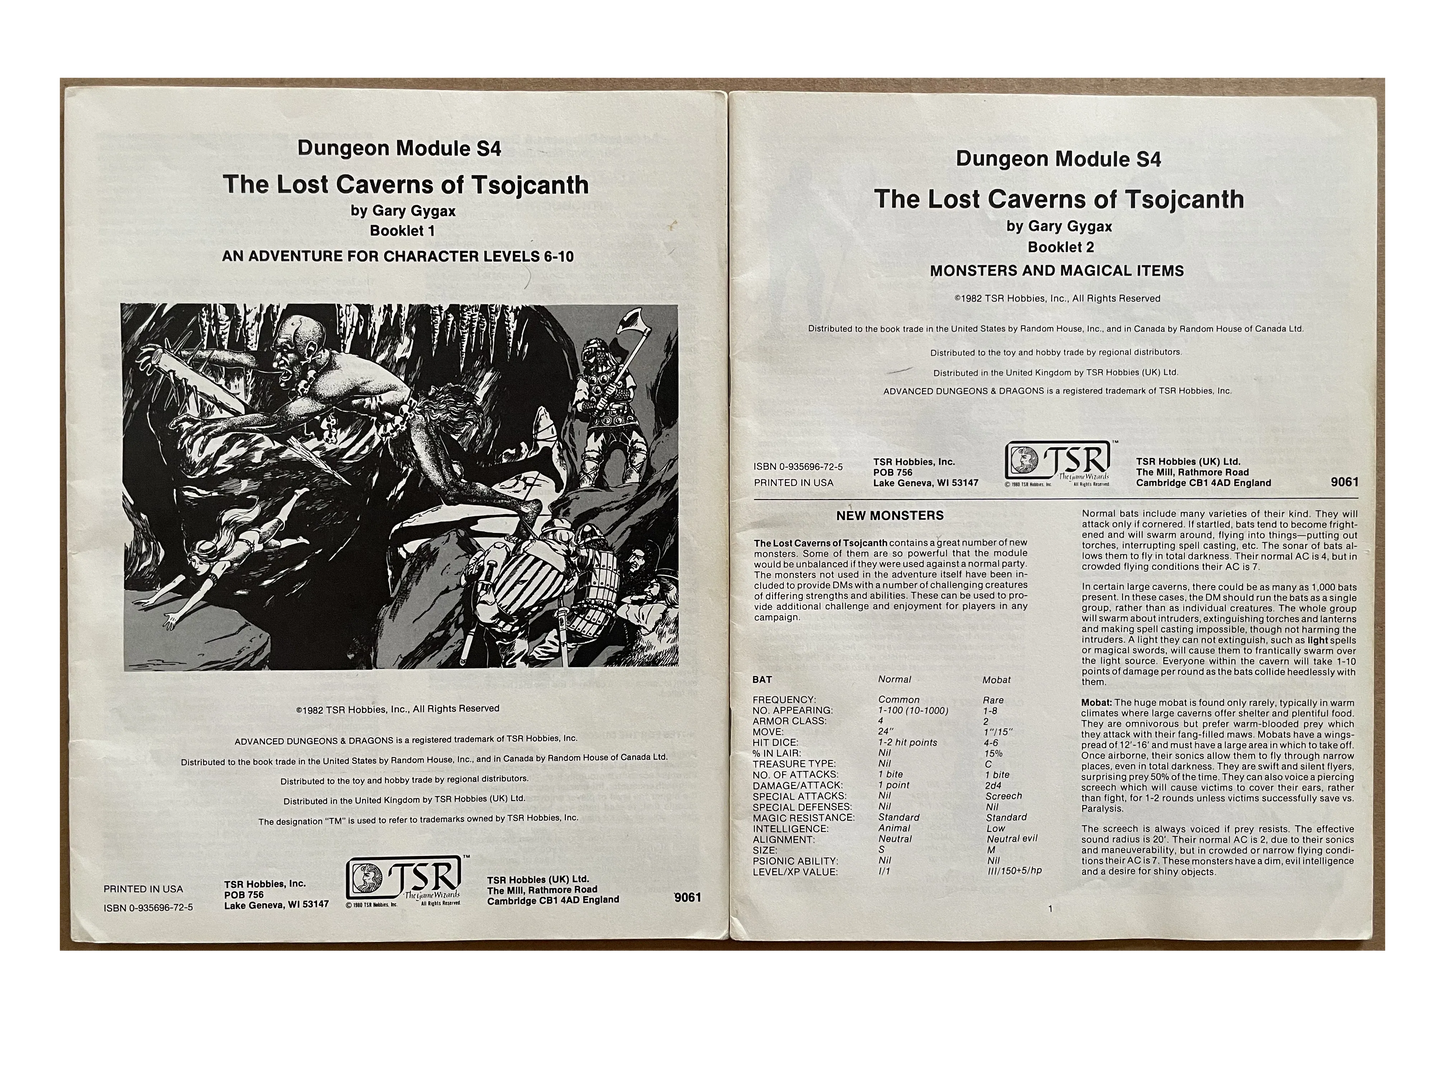 Dungeon Module S4
The Lost Caverns of Tsojcanth
by Gary Gygax
Booklet 1
AN ADVENTURE FOR CHARACTER LEVELS 6-10
©1982 TSR Hobbies, Inc., All Rights Reserved
ADVANCED DUNGEONS & DRAGONS is a registered trademark of TSR Hobbies, Inc.
Distributed to the book trade in the United States by Random House, Inc., and in Canada by Random House of Canada Ltd.
Distributed to the toy and hobby trade by regional distributors.
Distributed in the United Kingdom by TSR Hobbies (UK) Ltd.
The designation "TM" is used to refer to trademarks owned by TSR Hobbies, Inc.
PRINTED IN USA
ISBN 0-935696-72-5
TSR Hobbies, Inc.
POB 756
Lake Geneva, WI 53147
TSR™
The Game Wizards
© 1980 TSR Hobbies, Inc. All Rights Reserved
TSR Hobbies (UK) Ltd.
The Mill, Rathmore Road
Cambridge CB1 4AD England
9061
Dungeon Module S4
The Lost Caverns of Tsojcanth
by Gary Gygax
Booklet 2
MONSTERS AND MAGICAL ITEMS
©1982 TSR Hobbies, Inc., All Rights Reserved
Distributed to the book trade in the United States by Random House, Inc., and in Canada by Random House of Canada Ltd.
Distributed to the toy and hobby trade by regional distributors.
Distributed in the United Kingdom by TSR Hobbies (UK) Ltd.
ADVANCED DUNGEONS & DRAGONS is a registered trademark of TSR Hobbies, Inc.
ISBN 0-935696-72-5
PRINTED IN USA
TSR Hobbies, Inc.
POB 756
Lake Geneva, WI 53147
TSR™
The Game Wizards
© 1980 TSR Hobbies, Inc. All Rights Reserved
TSR Hobbies (UK) Ltd.
The Mill, Rathmore Road
Cambridge CB1 4AD England
9061
NEW MONSTERS
The Lost Caverns of Tsojcanth contains a great number of new
monsters. Some of them are so powerful that the module
would be unbalanced if they were used against a normal party.
The monsters not used in the adventure itself have been in-
cluded to provide DMs with a number of challenging creatures
of differing strengths and abilities. These can be used to pro-
vide additional challenge and enjoyment for players in any
campaign.
BAT Normal Mobat
FREQUENCY: Common Rare
NO. APPEARING: 1-100 (10-1000) 1-8
ARMOR CLASS: 4 2
MOVE: 24" 1"/15"
HIT DICE: 1-2 hit points 4-6
% IN LAIR: Nil 15%
TREASURE TYPE: Nil C
NO. OF ATTACKS: 1 bite 1 bite
DAMAGE/ATTACK: 1 point 2d4
SPECIAL ATTACKS: Nil Screech
SPECIAL DEFENSES: Nil Nil
MAGIC RESISTANCE: Standard Standard
INTELLIGENCE: Animal Low
ALIGNMENT: Neutral Neutral evil
SIZE: S M
PSIONIC ABILITY: Nil Nil
LEVEL/XP VALUE: I/1 III/150+5/hp
Normal bats include many varieties of their kind. They will
attack only if cornered. If startled, bats tend to become fright-
ened and will swarm around, flying into things—putting out
torches, interrupting spell casting, etc. The sonar of bats al-
lows them to fly in total darkness. Their normal AC is 4, but in
crowded flying conditions their AC is 7.
In certain large caverns, there could be as many as 1,000 bats
present. In these cases, the DM should run the bats as a single
group, rather than as individual creatures. The whole group
will swarm about intruders, extinguishing torches and lanterns
and making spell casting impossible, though not harming the
intruders. A light they can not extinguish, such as light spells
or magical swords, will cause them to frantically swarm over
the light source. Everyone within the cavern will take 1-10
points of damage per round as the bats collide heedlessly with
them.
Mobat: The huge mobat is found only rarely, typically in warm
climates where large caverns offer shelter and plentiful food.
They are omnivorous but prefer warm-blooded prey which
they attack with their fang-filled maws. Mobats have a wings-
pread of 12'-16' and must have a large area in which to take off.
Once airborne, their sonics allow them to fly through narrow
places, even in total darkness. They are swift and silent flyers,
surprising prey 50% of the time. They can also voice a piercing
screech which will cause victims to cover their ears, rather
than fight, for 1-2 rounds unless victims successfully save vs.
Paralysis.
The screech is always voiced if prey resists. The effective
sound radius is 20'. Their normal AC is 2, due to their sonics
and maneuverability, but in crowded or narrow flying condi-
tions their AC is 7. These monsters have a dim, evil intelligence
and a desire for shiny objects.
1